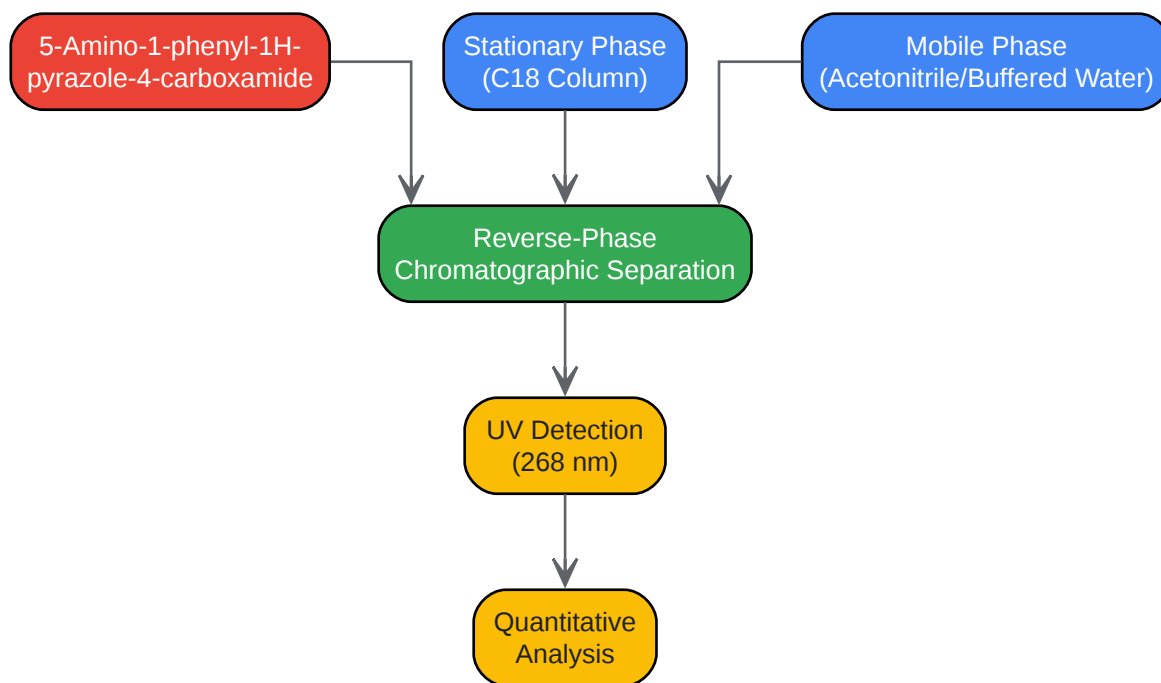 5-Amino-1-phenyl-1H-
pyrazole-4-carboxamide
Stationary Phase
(C18 Column)
Mobile Phase
(Acetonitrile/Buffered Water)
Reverse-Phase
Chromatographic Separation
UV Detection
(268 nm)
Quantitative
Analysis